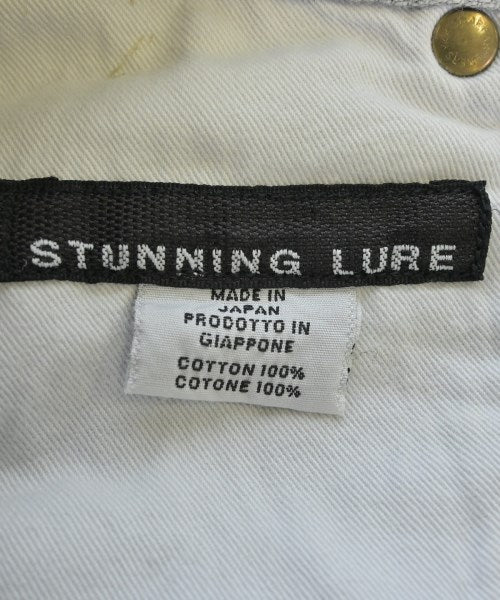 STUNNING LURE
MADE IN
JAPAN
PRODOTTO IN
GIAPPONE
COTTON 100%
COTONE 100%